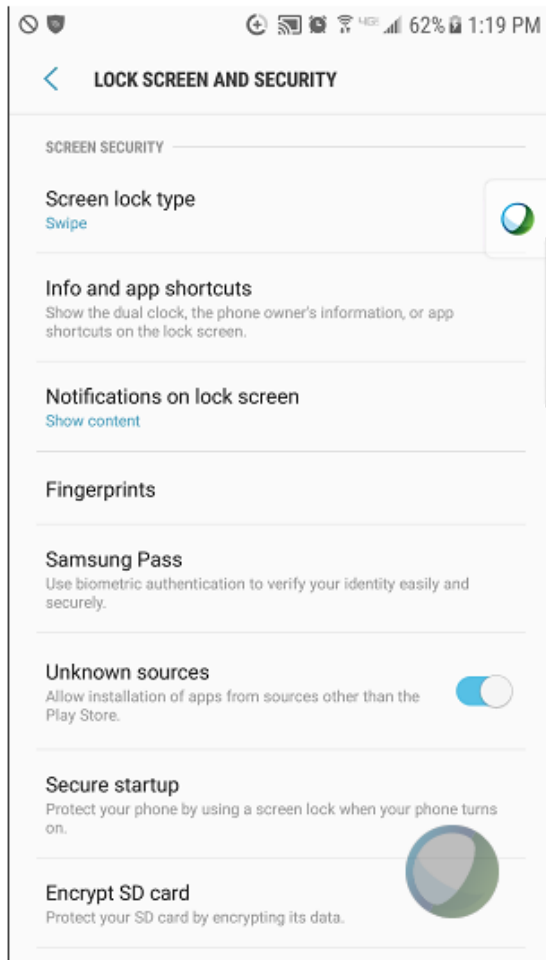 4G 62% 1:19 PM
LOCK SCREEN AND SECURITY
SCREEN SECURITY
Screen lock type
Swipe
Info and app shortcuts
Show the dual clock, the phone owner's information, or app
shortcuts on the lock screen.
Notifications on lock screen
Show content
Fingerprints
Samsung Pass
Use biometric authentication to verify your identity easily and
securely.
Unknown sources
Allow installation of apps from sources other than the
Play Store.
Secure startup
Protect your phone by using a screen lock when your phone turns
on.
Encrypt SD card
Protect your SD card by encrypting its data.